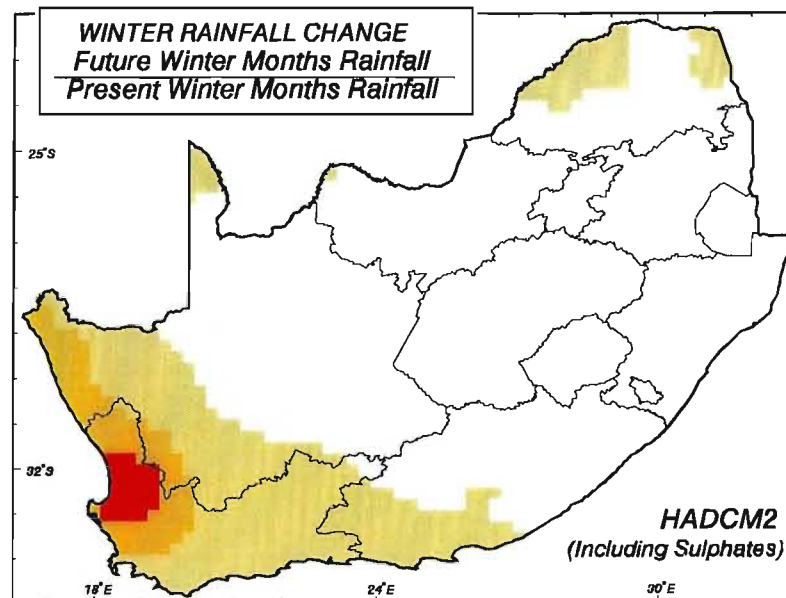 WINTER RAINFALL CHANGE
Future Winter Months Rainfall
Present Winter Months Rainfall
25°S
32°S
HADCM2
(Including Sulphates)
18°E
24°E
30°E